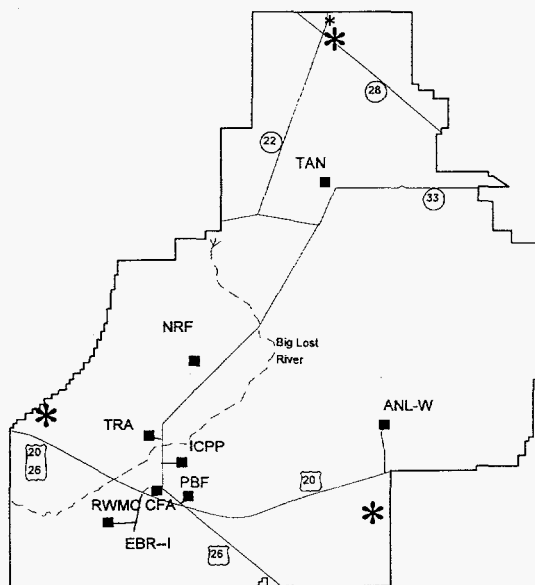 28
22
TAN
33
NRF
Big Lost
River
ANL-W
TRA
20
26
ICPP
20
PBF
RWMC CFA
EBR--I
26